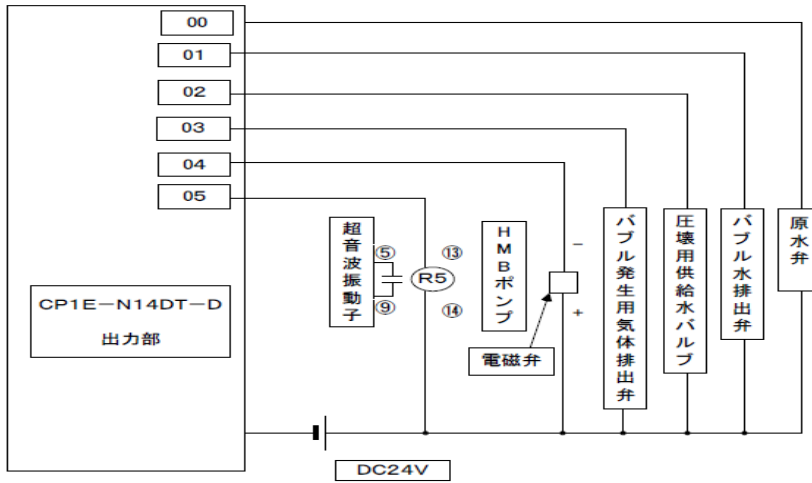 00
01
02
03
04
05
CP1E-N14DT-D
出力部
超音波振動子
⑤
⑨
R5
⑬
⑭
HMBポンプ
−
+
電磁弁
バブル発生用気体排出弁
圧壊用供給水バルブ
バブル水排出弁
原水弁
DC24V